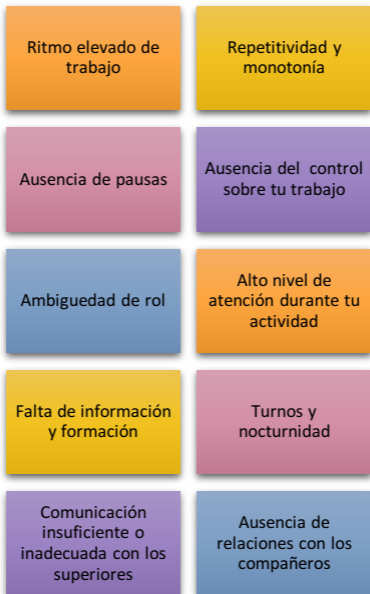 Ritmo elevado de
trabajo
Repetitividad y
monotonía
Ausencia de pausas
Ausencia del control
sobre tu trabajo
Ambiguedad de rol
Alto nivel de
atención durante tu
actividad
Falta de información
y formación
Turnos y
nocturnidad
Comunicación
insuficiente o
inadecuada con los
superiores
Ausencia de
relaciones con los
compañeros